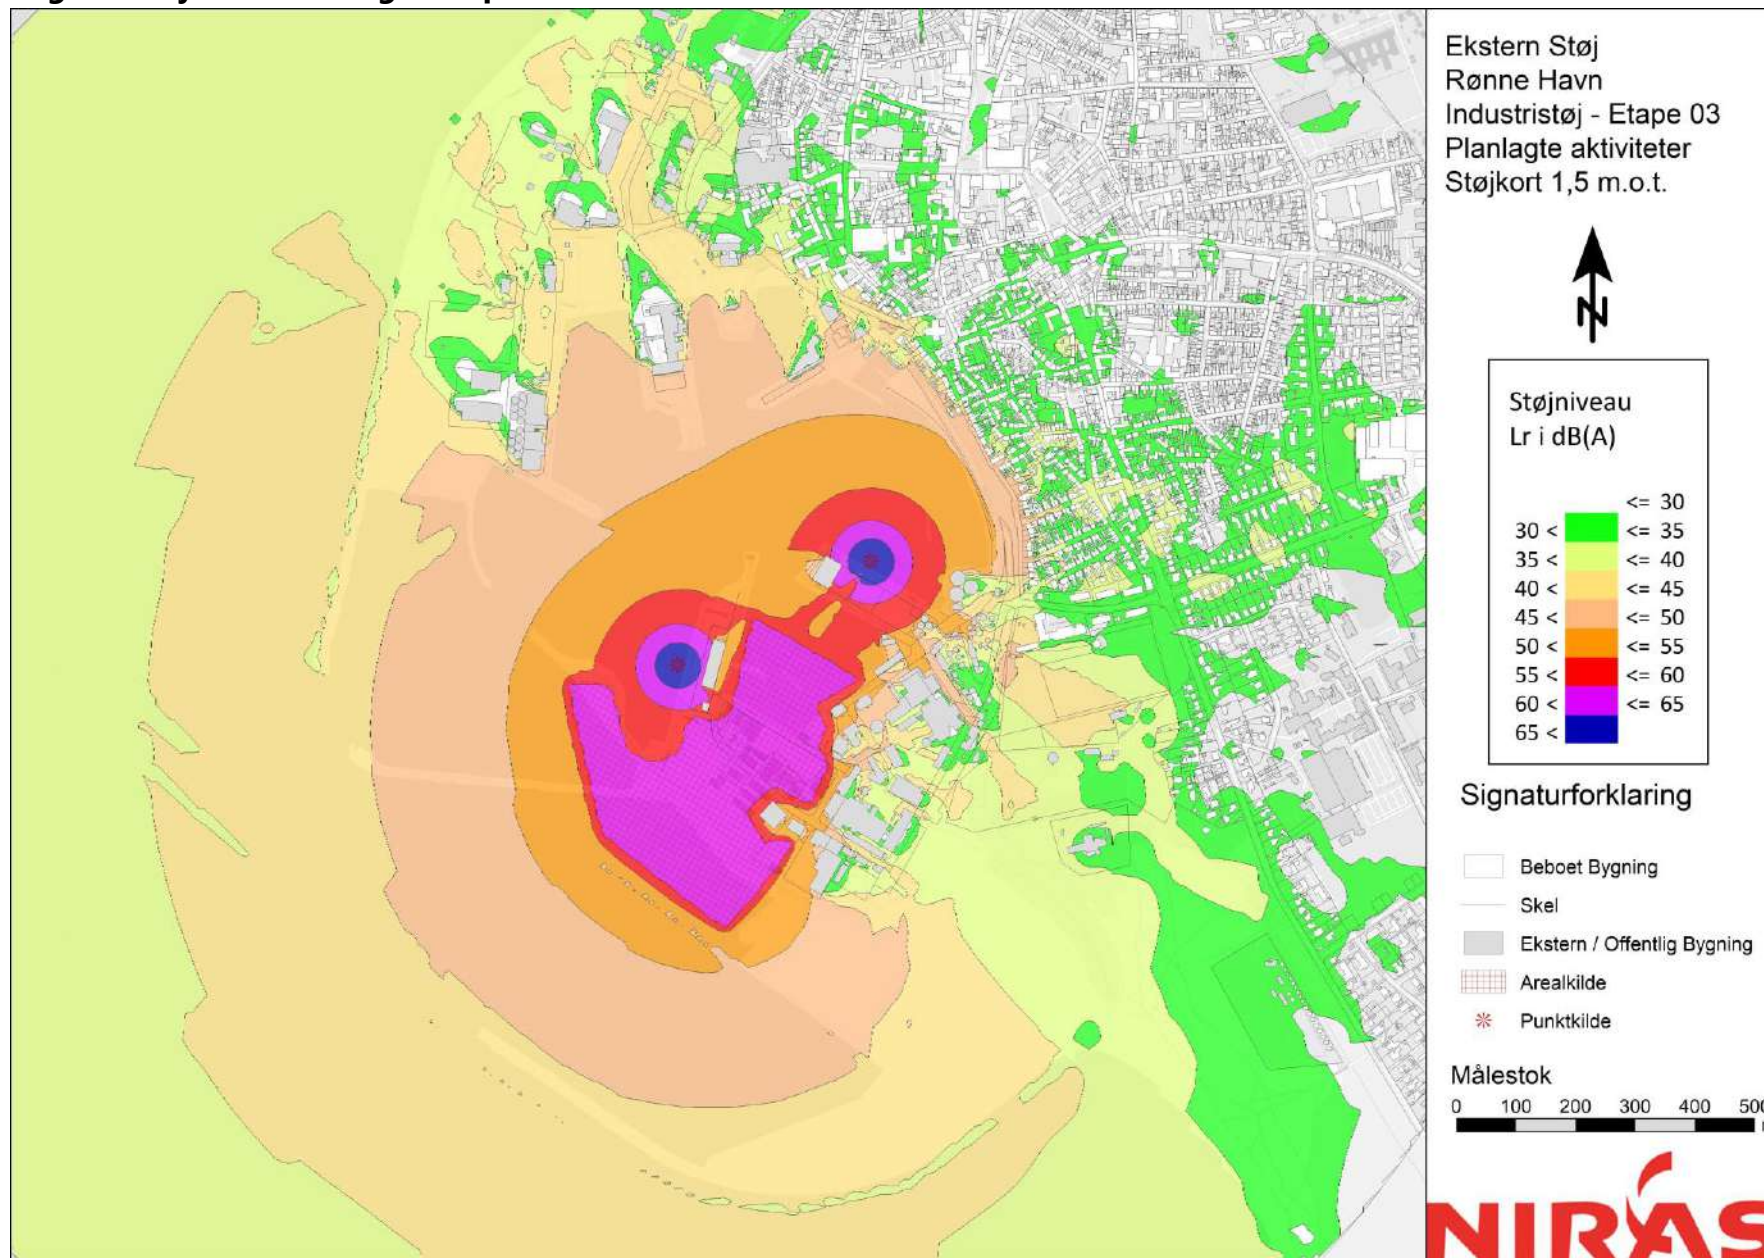 Ekstern Støj
Rønne Havn
Industristøj - Etape 03
Planlagte aktiviteter
Støjkort 1,5 m.o.t.
N
Støjniveau
Lr i dB(A)
<= 30
30 < <= 35
35 < <= 40
40 < <= 45
45 < <= 50
50 < <= 55
55 < <= 60
60 < <= 65
65 <
Signaturforklaring
Beboet Bygning
Skel
Ekstern / Offentlig Bygning
Arealkilde
Punktkilde
Målestok
0 100 200 300 400
NIRAS